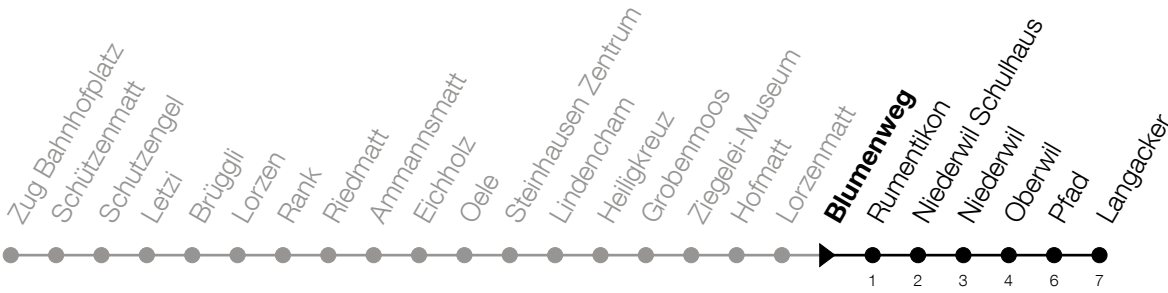 Zug Bahnhofplatz
Schützenmatt
Schutzengel
Letzi
Brüggli
Lorzen
Rank
Riedmatt
Ammannsmatt
Eichholz
Oele
Steinhausen Zentrum
Lindencham
Heiligkreuz
Grobenmoos
Ziegelei-Museum
Hofmatt
Lorzenmatt
Blumenweg
Rumentikon
Niederwil Schulhaus
Niederwil
Oberwil
Pfad
Langacker
1 2 3 4 6 7